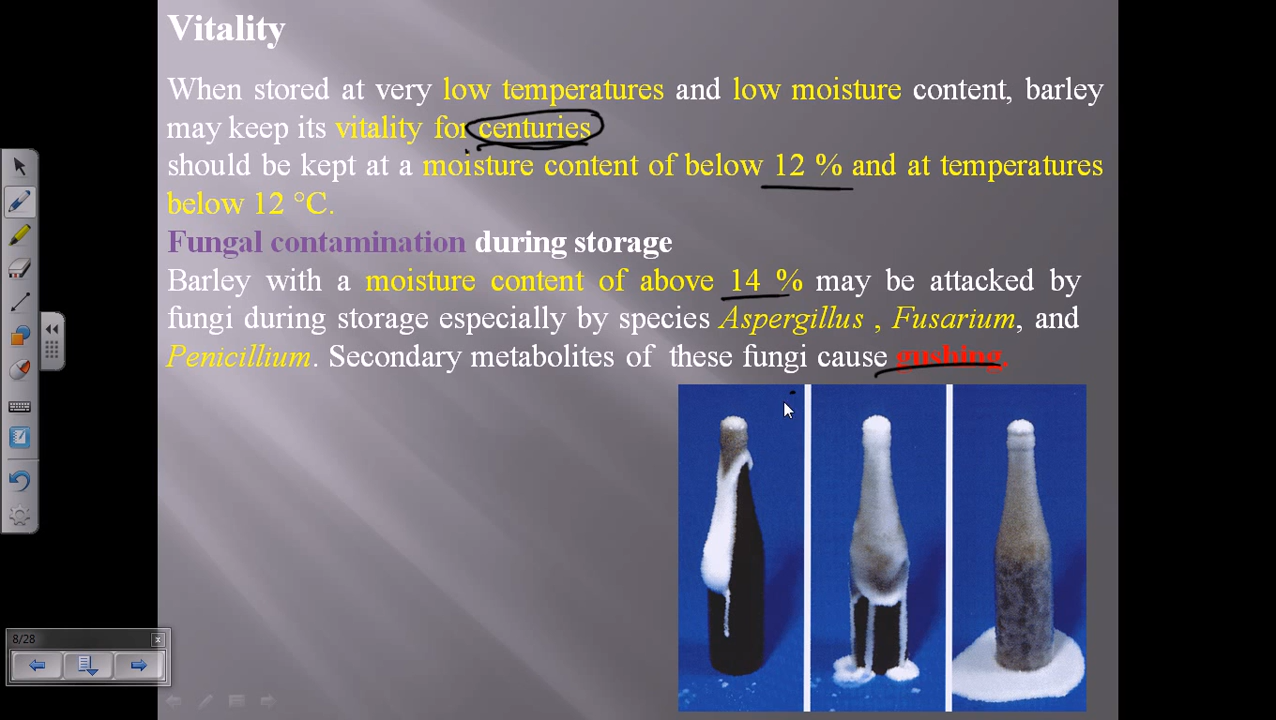 Vitality
When stored at very low temperatures and low moisture content, barley
may keep its vitality for centuries
should be kept at a moisture content of below 12 % and at temperatures
below 12 °C.
Fungal contamination during storage
Barley with a moisture content of above 14 % may be attacked by
fungi during storage especially by species Aspergillus , Fusarium, and
Penicillium. Secondary metabolites of these fungi cause gushing.
8/28